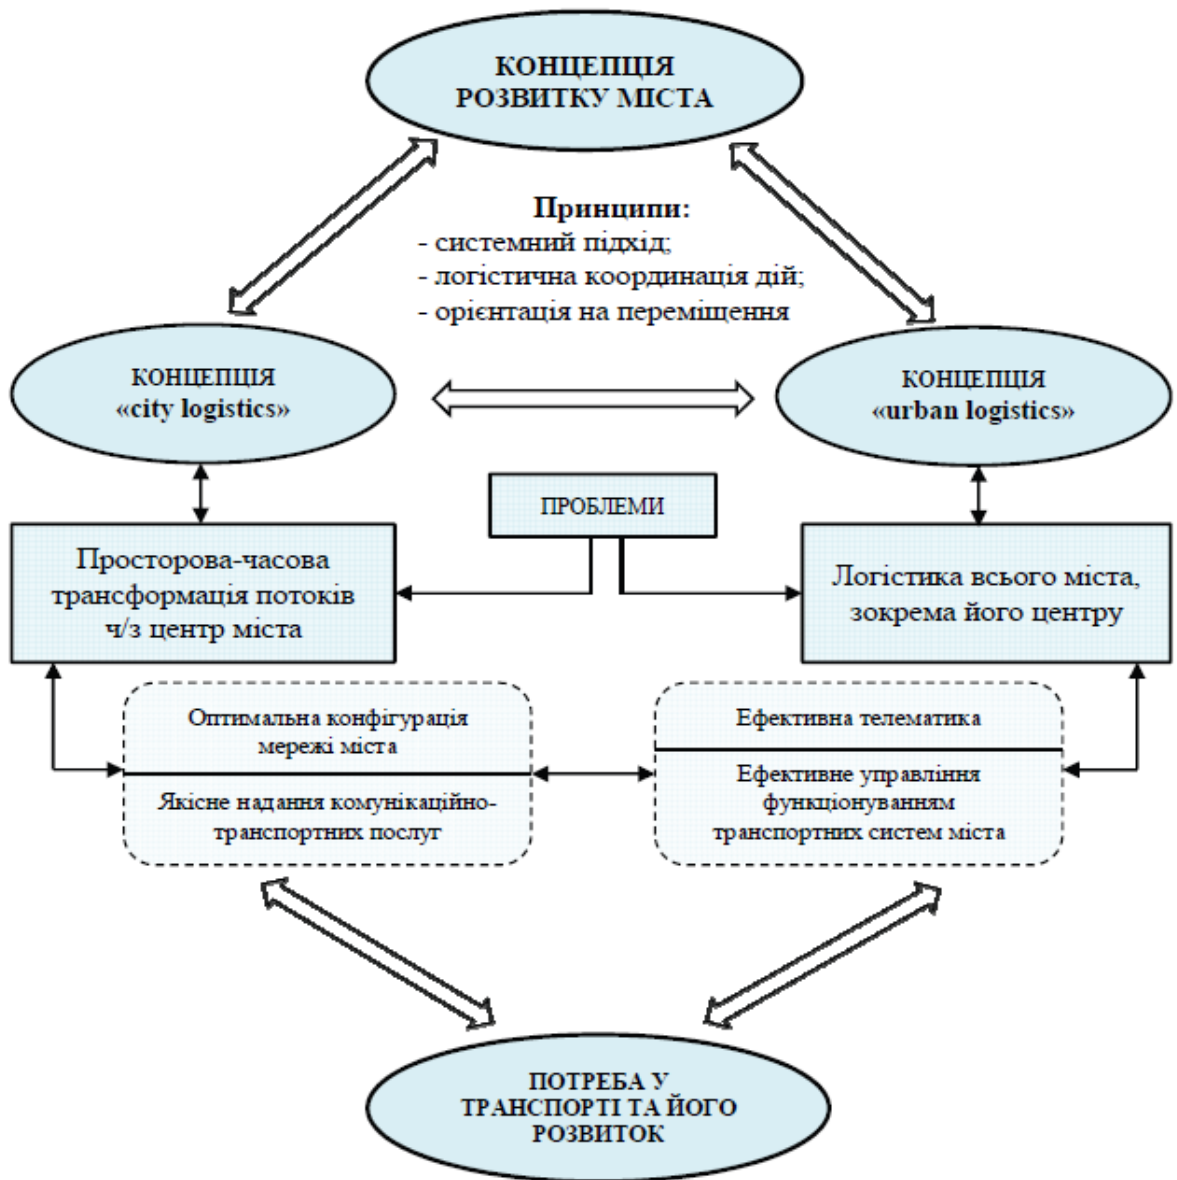 КОНЦЕПЦІЯ
РОЗВИТКУ МІСТА
Принципи:
- системний підхід;
- логістична координація дій;
- орієнтація на переміщення
КОНЦЕПЦІЯ
«city logistics»
КОНЦЕПЦІЯ
«urban logistics»
ПРОБЛЕМИ
Просторова-часова
трансформація потоків
ч/з центр міста
Логістика всього міста,
зокрема його центру
Оптимальна конфігурація
мережі міста
Якісне надання комунікаційно-
транспортних послуг
Ефективна телематика
Ефективне управління
функціонуванням
транспортних систем міста
ПОТРЕБА У
ТРАНСПОРТІ ТА ЙОГО
РОЗВИТОК